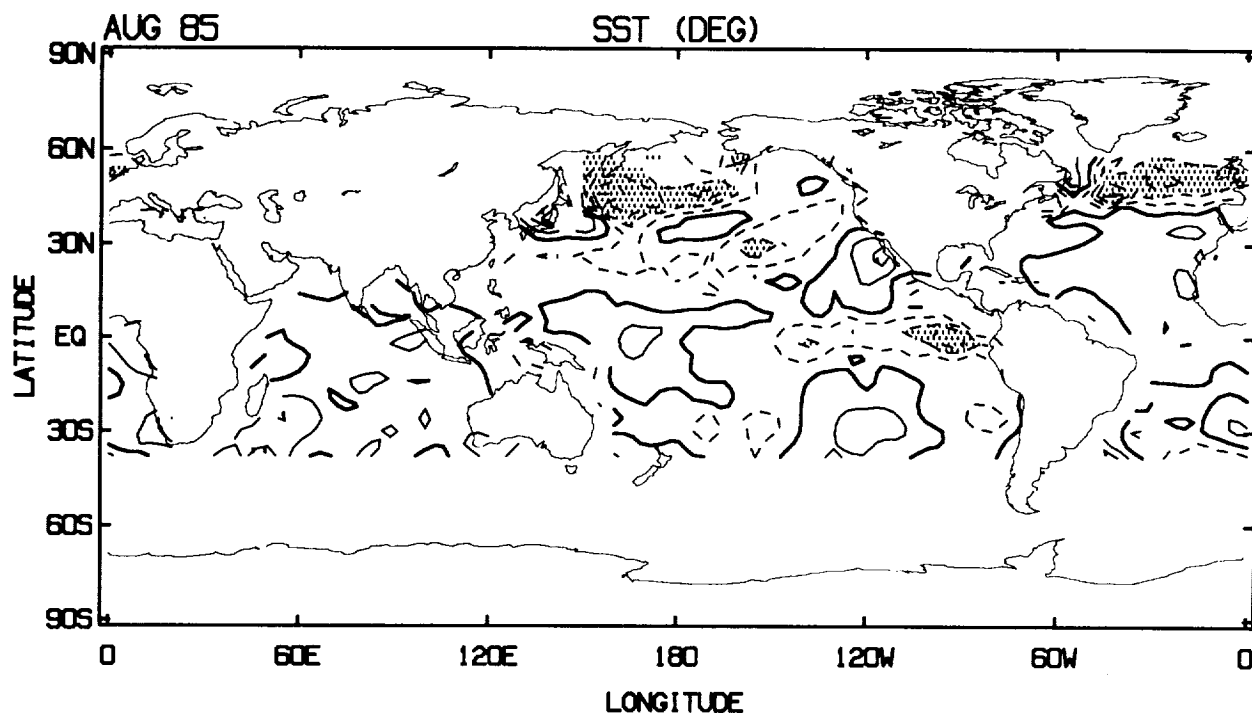 AUG 85 SST (DEG)
90N
60N
30N
EQ
30S
60S
90S
LATITUDE
0 60E 120E 180 120W 60W 0
LONGITUDE